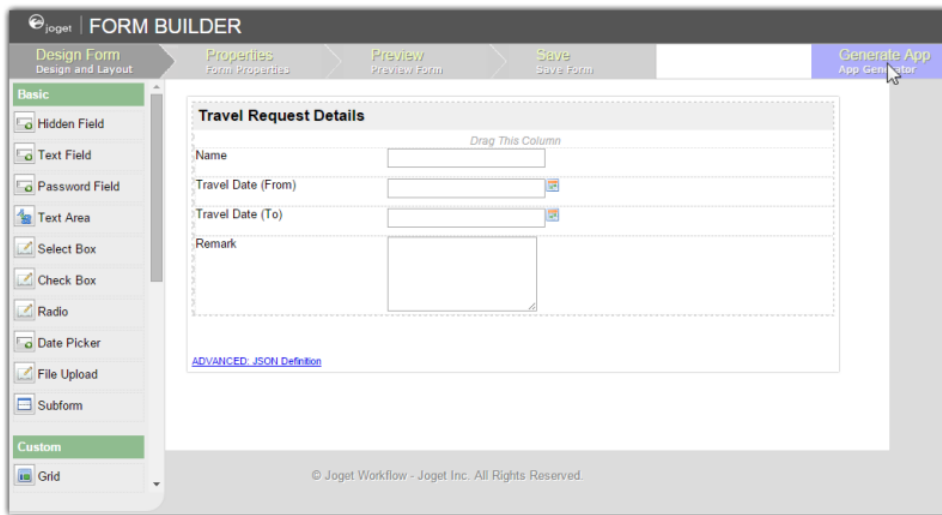 joget | FORM BUILDER
Design Form
Design and Layout
Properties
Form Properties
Preview
Preview Form
Save
Save Form
Generate App
App Generator
Basic
Hidden Field
Text Field
Password Field
Text Area
Select Box
Check Box
Radio
Date Picker
File Upload
Subform
Custom
Grid
Travel Request Details
Drag This Column
Name
Travel Date (From)
Travel Date (To)
Remark
ADVANCED: JSON Definition
© Joget Workflow - Joget Inc. All Rights Reserved.